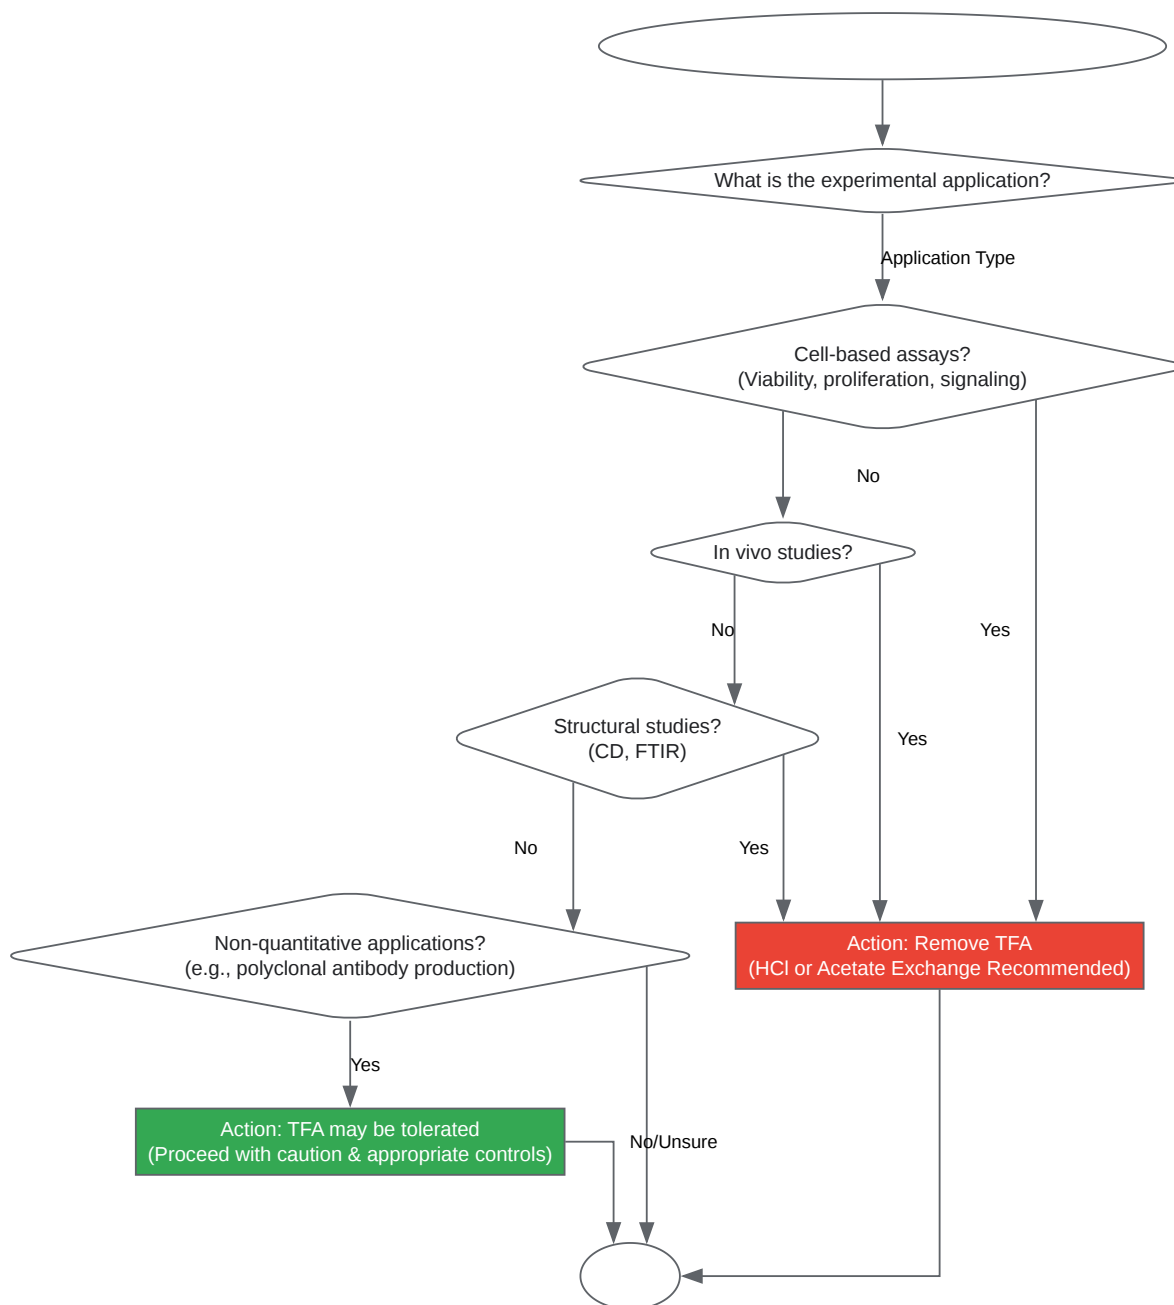 What is the experimental application?
Application Type
Cell-based assays?
(Viability, proliferation, signaling)
No
In vivo studies?
No
Yes
Structural studies?
(CD, FTIR)
Yes
No
Yes
Non-quantitative applications?
(e.g., polyclonal antibody production)
Action: Remove TFA
(HCl or Acetate Exchange Recommended)
Yes
Action: TFA may be tolerated
(Proceed with caution & appropriate controls)
No/Unsure